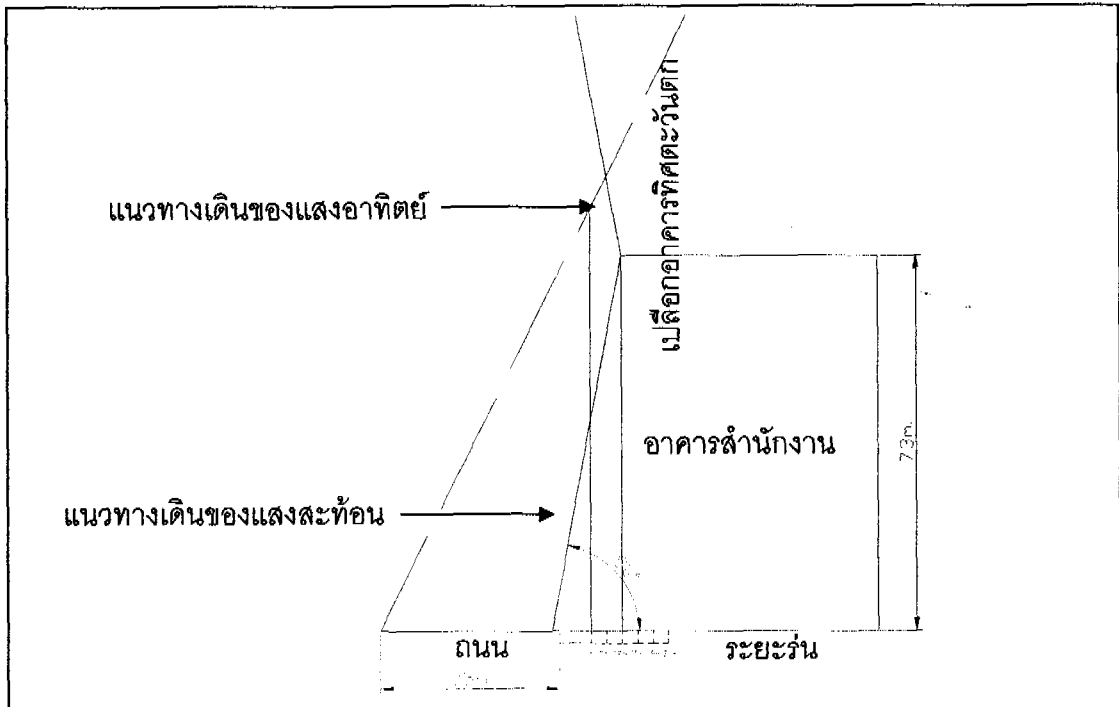 เปลือกอาคารทิศตะวันตก
แนวทางเดินของแสงอาทิตย์
อาคารสำนักงาน
73m.
แนวทางเดินของแสงสะท้อน
ถนน
ระยะร่น